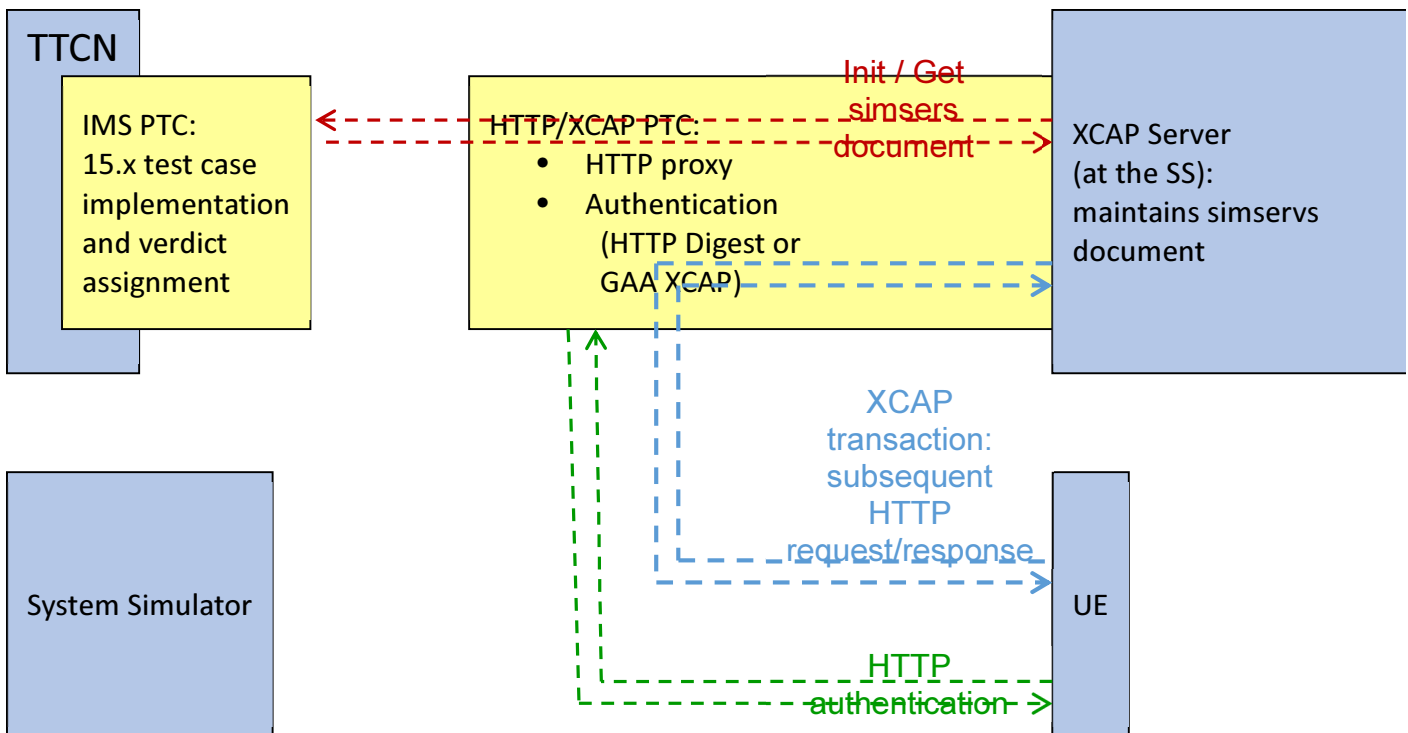 TTCN
IMS PTC:
15.x test case
implementation
and verdict
assignment
HTTP/XCAP PTC:
• HTTP proxy
• Authentication
(HTTP Digest or
GAA XCAP)
Init / Get
simsers
document
XCAP Server
(at the SS):
maintains simservs
document
XCAP
transaction:
subsequent
HTTP
request/response
System Simulator
UE
HTTP
authentication